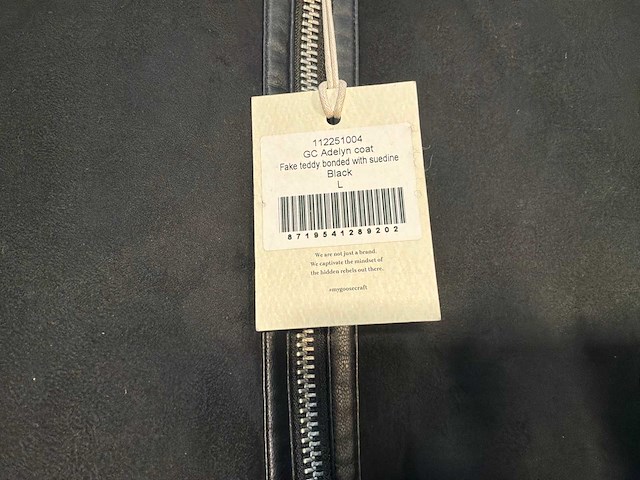 112251004
GC Adelyn coat
Fake teddy bonded with suedine
Black
L
8719541289202
We are not just a brand.
We captivate the mindset of
the hidden rebels out there.
#mygoosecraft